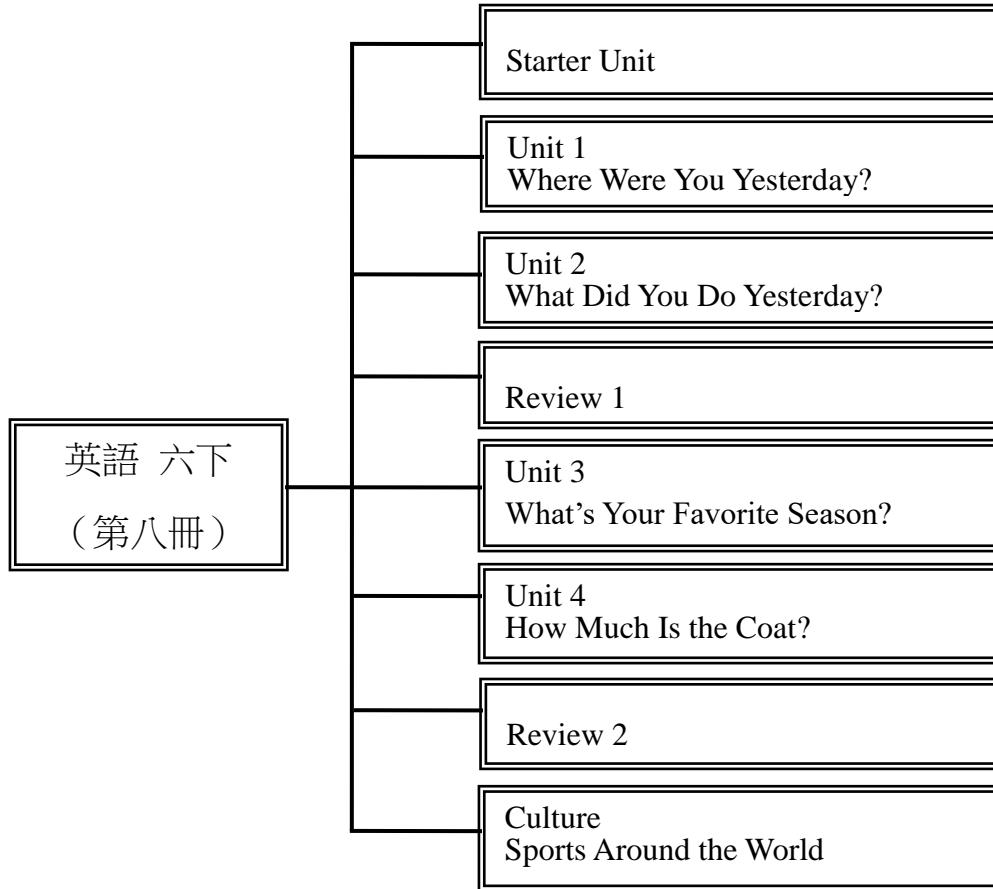 Starter Unit
Unit 1
Where Were You Yesterday?
Unit 2
What Did You Do Yesterday?
Review 1
英語 六下
（第八冊）
Unit 3
What’s Your Favorite Season?
Unit 4
How Much Is the Coat?
Review 2
Culture
Sports Around the World